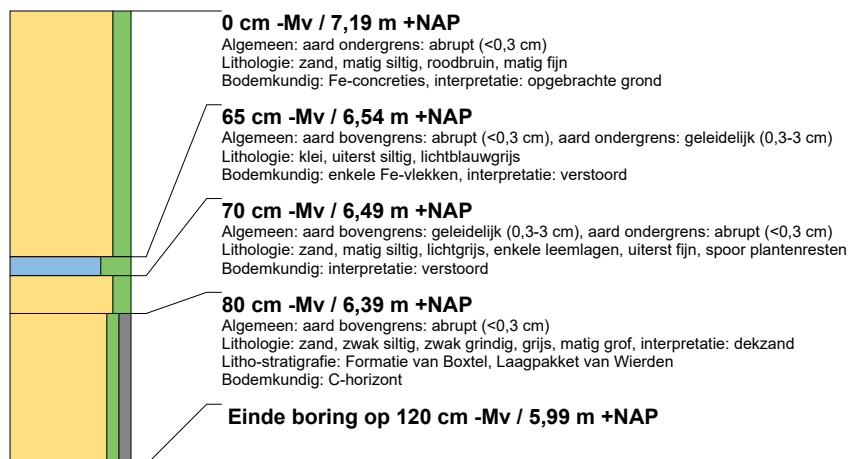 0 cm -Mv / 7,19 m +NAP
Algemeen: aard ondergrens: abrupt (<0,3 cm)
Lithologie: zand, matig siltig, roodbruin, matig fijn
Bodemkundig: Fe-concreties, interpretatie: opgebrachte grond
65 cm -Mv / 6,54 m +NAP
Algemeen: aard bovengrens: abrupt (<0,3 cm), aard ondergrens: geleidelijk (0,3-3 cm)
Lithologie: klei, uiterst siltig, lichtblauwgrijs
Bodemkundig: enkele Fe-vlekken, interpretatie: verstoord
70 cm -Mv / 6,49 m +NAP
Algemeen: aard bovengrens: geleidelijk (0,3-3 cm), aard ondergrens: abrupt (<0,3 cm)
Lithologie: zand, matig siltig, lichtgrijs, enkele leemlagen, uiterst fijn, spoor plantenresten
Bodemkundig: interpretatie: verstoord
80 cm -Mv / 6,39 m +NAP
Algemeen: aard bovengrens: abrupt (<0,3 cm)
Lithologie: zand, zwak siltig, zwak grindig, grijs, matig grof, interpretatie: dekzand
Litho-stratigrafie: Formatie van Boxtel, Laagpakket van Wierden
Bodemkundig: C-horizont
Einde boring op 120 cm -Mv / 5,99 m +NAP